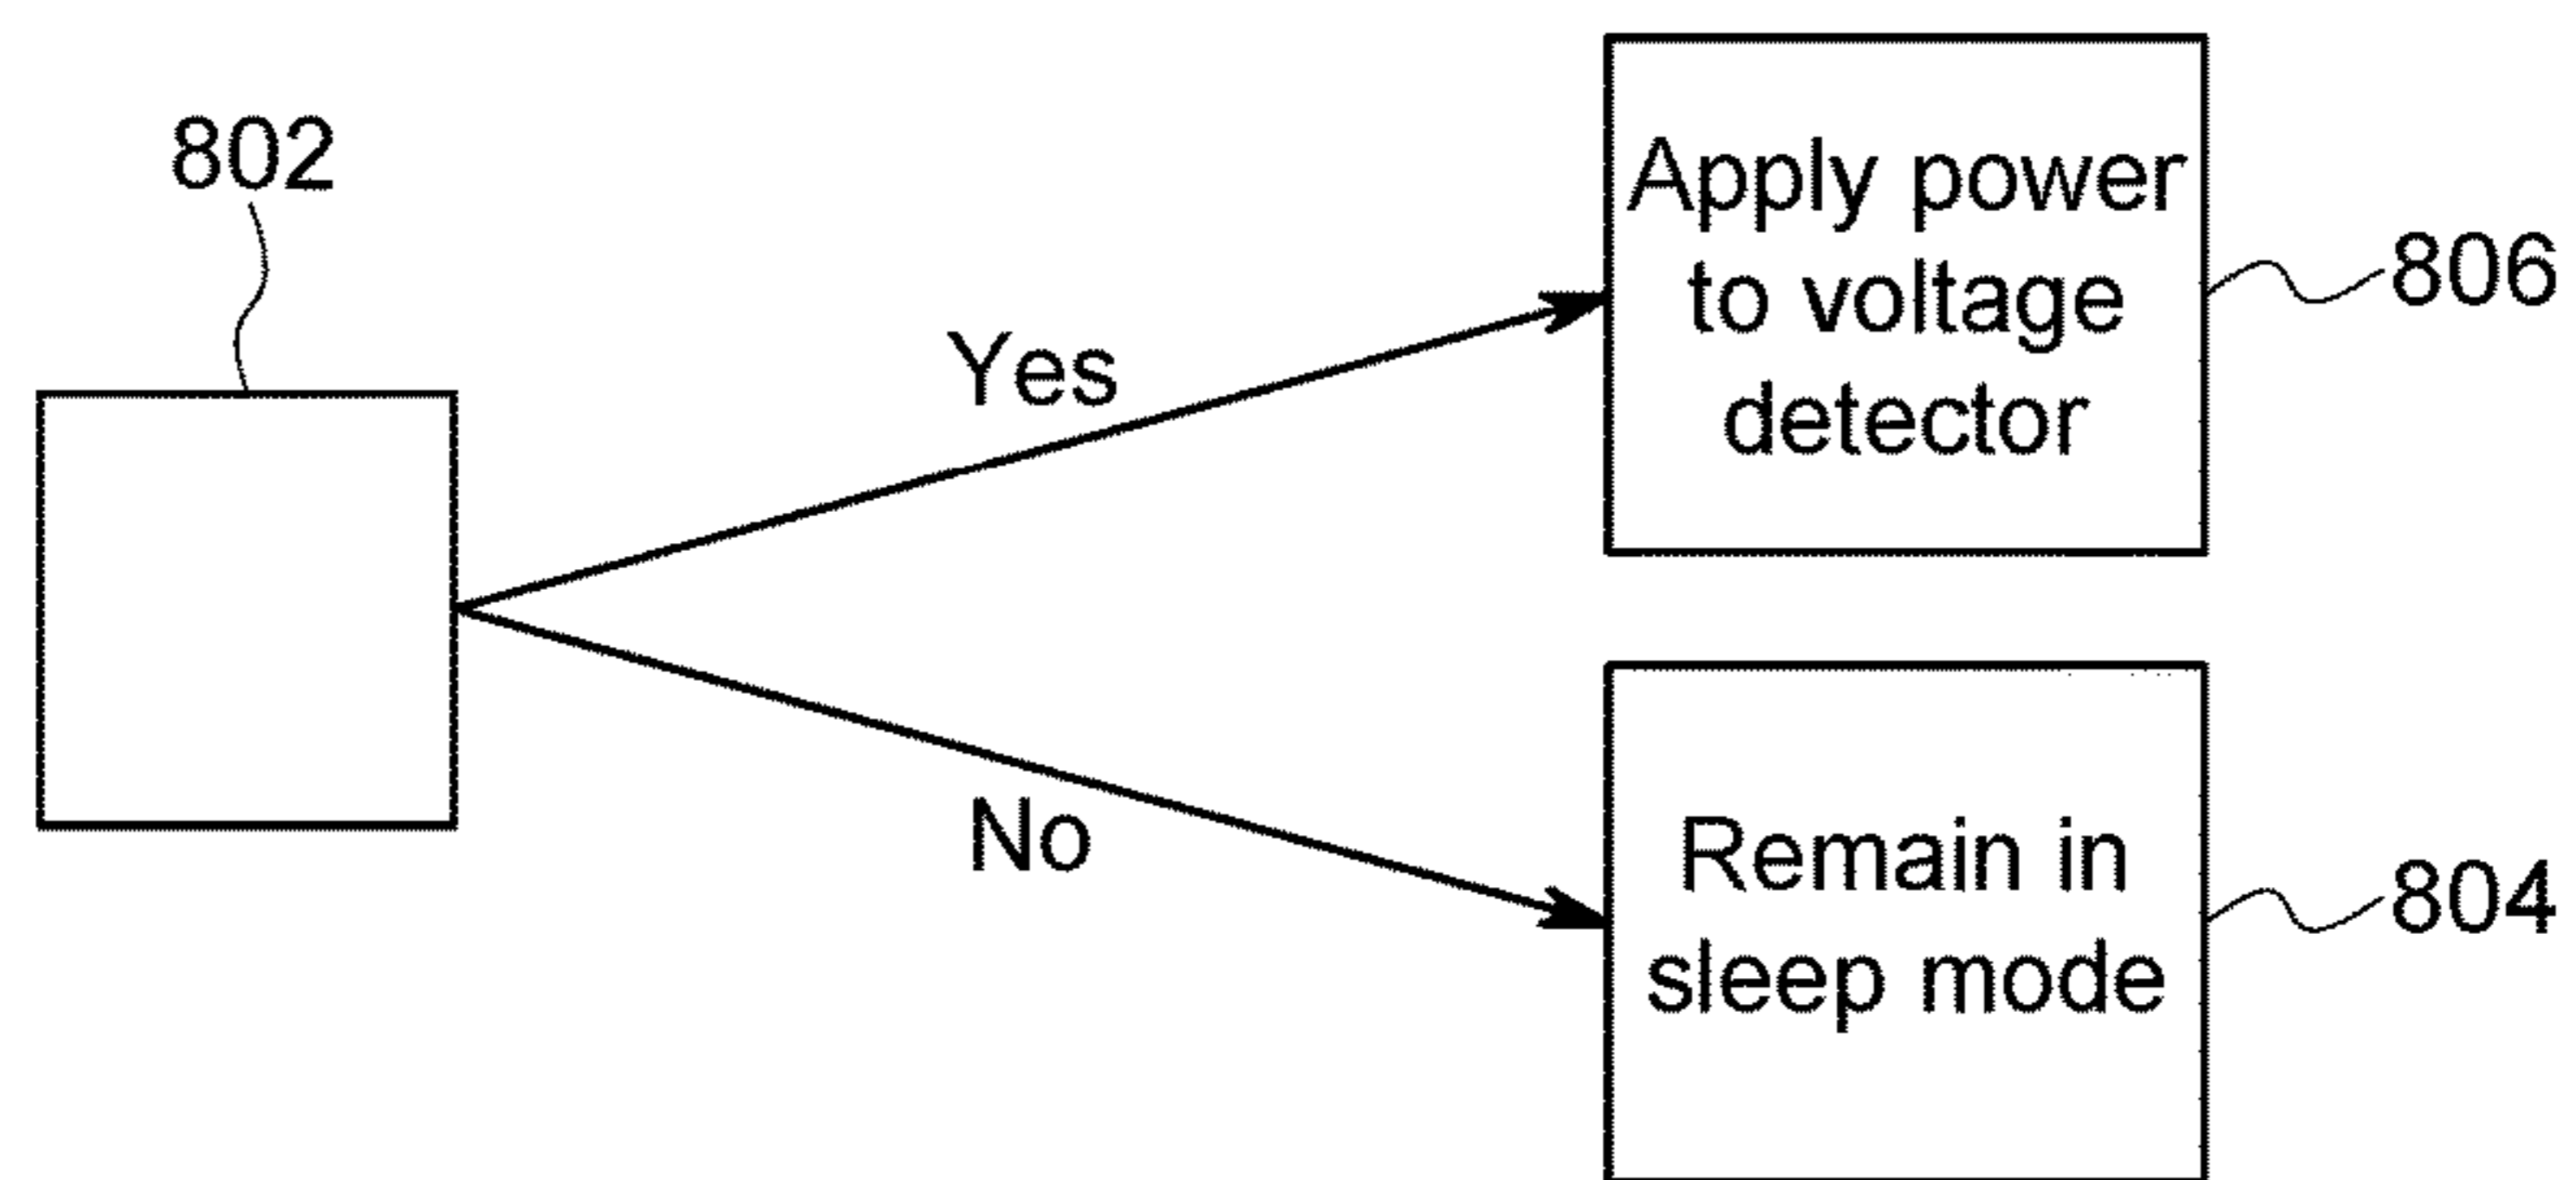 802
Yes
No
Apply power
to voltage
detector
806
Remain in
sleep mode
804